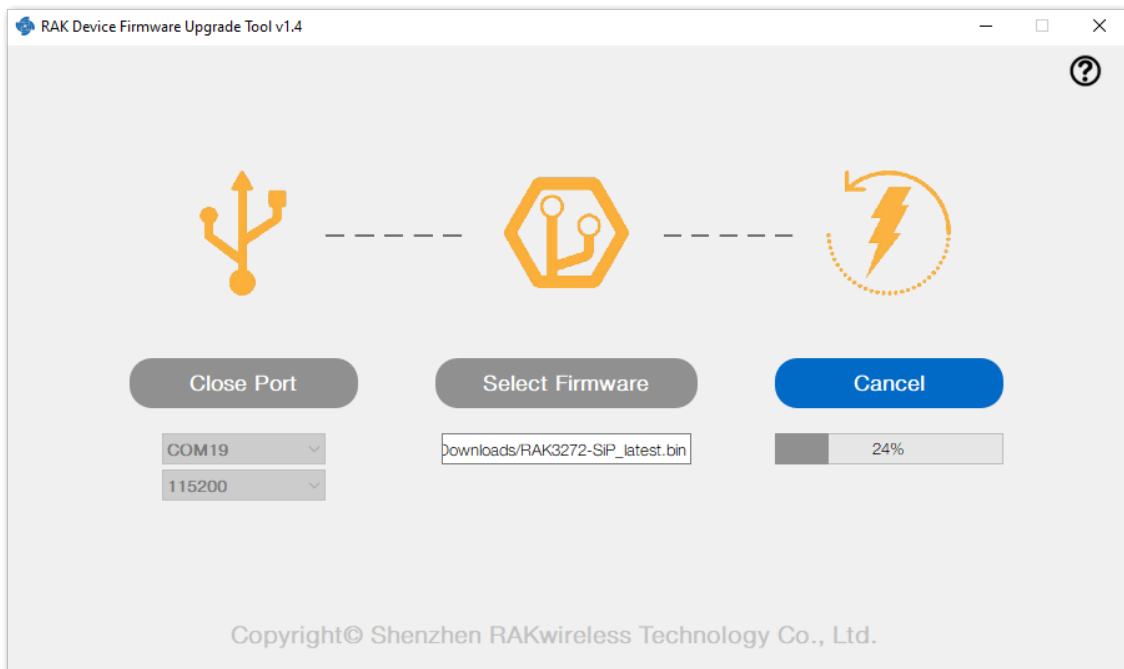 RAK Device Firmware Upgrade Tool v1.4
?
Close Port
Select Firmware
Cancel
COM19
Downloads/RAK3272-SiP_latest.bin
24%
115200
Copyright© Shenzhen RAKwireless Technology Co., Ltd.